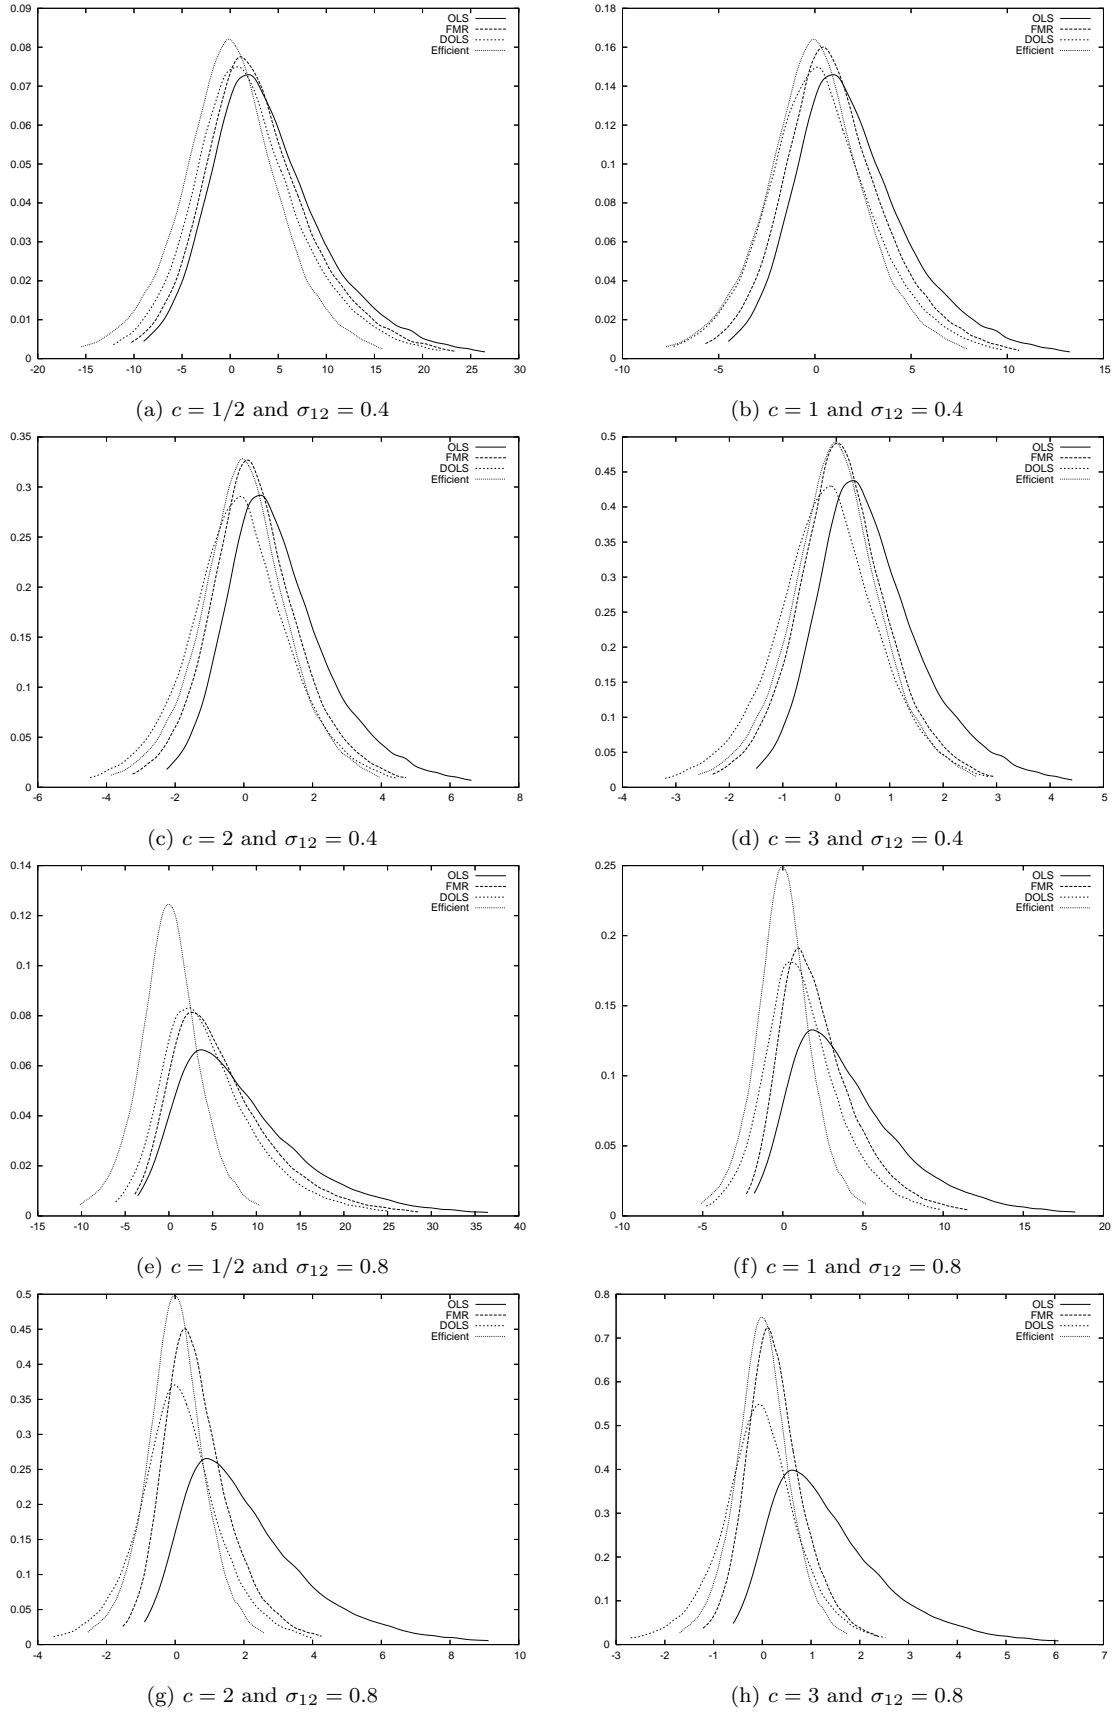 0.09
0.08
0.07
0.06
0.05
0.04
0.03
0.02
0.01
0
-20 -15 -10 -5 0 5 10 15 20 25 30
OLS
FMR
DOLS
Efficient
(a) c = 1/2 and σ12 = 0.4
0.18
0.16
0.14
0.12
0.1
0.08
0.06
0.04
0.02
0
-10 -5 0 5 10 15
OLS
FMR
DOLS
Efficient
(b) c = 1 and σ12 = 0.4
0.35
0.3
0.25
0.2
0.15
0.1
0.05
0
-6 -4 -2 0 2 4 6 8
OLS
FMR
DOLS
Efficient
(c) c = 2 and σ12 = 0.4
0.5
0.45
0.4
0.35
0.3
0.25
0.2
0.15
0.1
0.05
0
-4 -3 -2 -1 0 1 2 3 4 5
OLS
FMR
DOLS
Efficient
(d) c = 3 and σ12 = 0.4
0.14
0.12
0.1
0.08
0.06
0.04
0.02
0
-15 -10 -5 0 5 10 15 20 25 30 35 40
OLS
FMR
DOLS
Efficient
(e) c = 1/2 and σ12 = 0.8
0.25
0.2
0.15
0.1
0.05
0
-10 -5 0 5 10 15 20
OLS
FMR
DOLS
Efficient
(f) c = 1 and σ12 = 0.8
0.5
0.45
0.4
0.35
0.3
0.25
0.2
0.15
0.1
0.05
0
-4 -2 0 2 4 6 8 10
OLS
FMR
DOLS
Efficient
(g) c = 2 and σ12 = 0.8
0.8
0.7
0.6
0.5
0.4
0.3
0.2
0.1
0
-3 -2 -1 0 1 2 3 4 5 6 7
OLS
FMR
DOLS
Efficient
(h) c = 3 and σ12 = 0.8